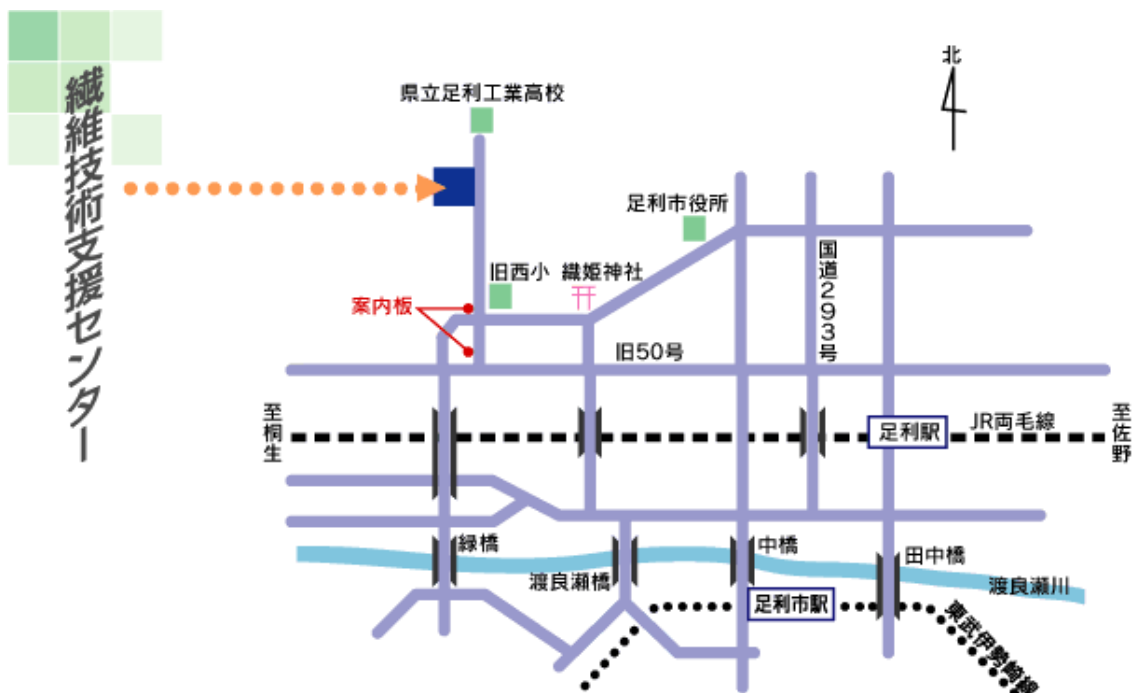 繊維技術支援センター
北
県立足利工業高校
足利市役所
国道293号
旧西小
織姫神社
案内板
旧50号
至桐生
足利駅
JR両毛線
至佐野
緑橋
渡良瀬橋
中橋
田中橋
渡良瀬川
足利市駅
東武伊勢崎線